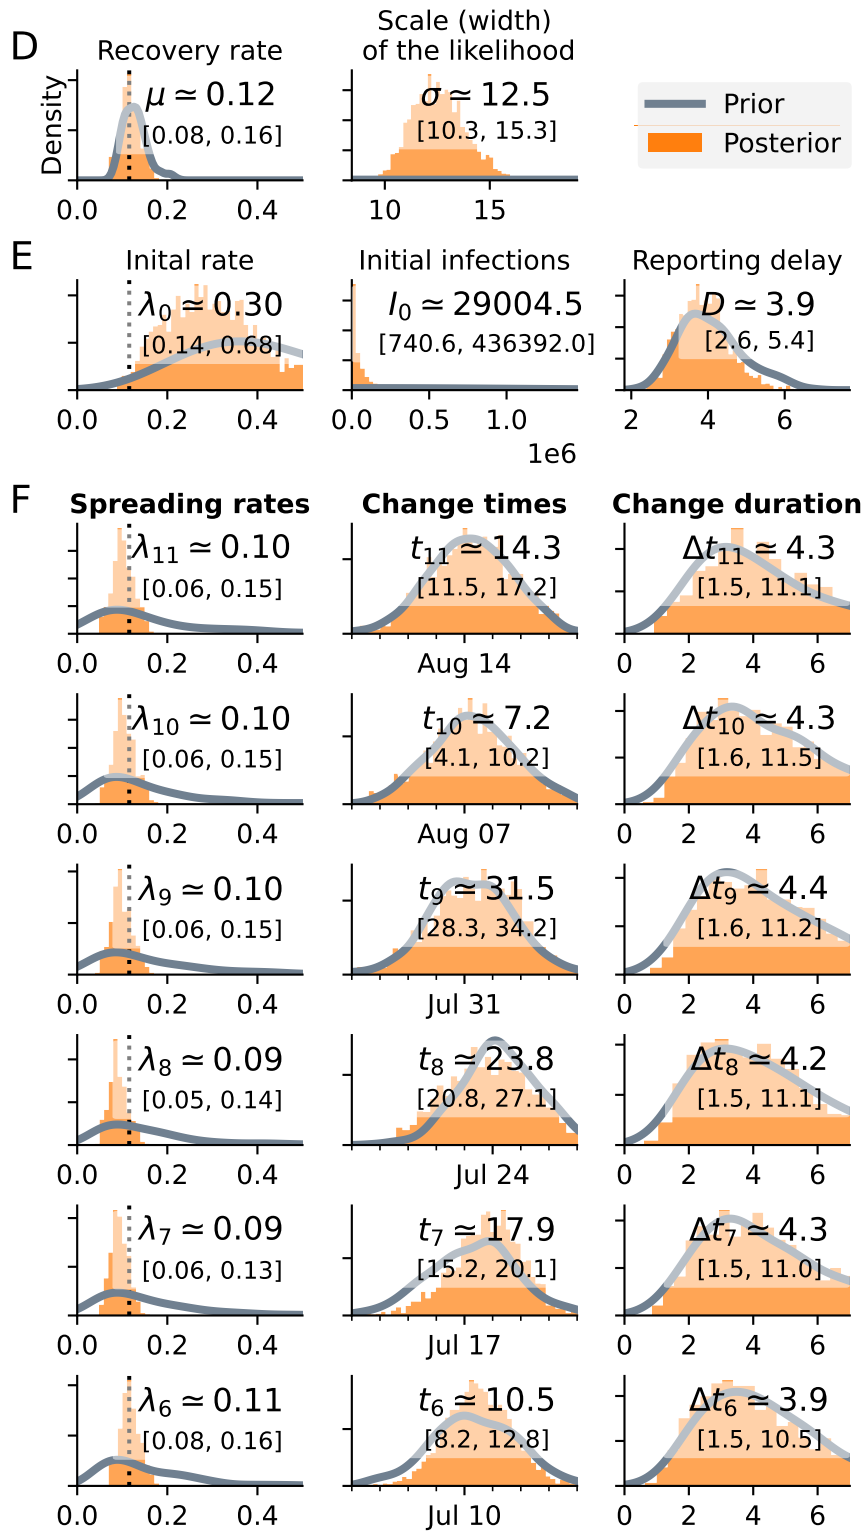 D
Recovery rate
Scale (width)
of the likelihood
Density
μ ≃ 0.12
[0.08, 0.16]
σ ≃ 12.5
[10.3, 15.3]
Prior
Posterior
0.0 0.2 0.4
10 15
E
Inital rate
Initial infections
Reporting delay
λ0 ≃ 0.30
[0.14, 0.68]
I0 ≃ 29004.5
[740.6, 436392.0]
D ≃ 3.9
[2.6, 5.4]
0.0 0.2 0.4
0.0 0.5 1.0
1e6
2 4 6
F
Spreading rates
Change times
Change duration
λ11 ≃ 0.10
[0.06, 0.15]
t11 ≃ 14.3
[11.5, 17.2]
Δt11 ≃ 4.3
[1.5, 11.1]
0.0 0.2 0.4
Aug 14
0 2 4 6
λ10 ≃ 0.10
[0.06, 0.15]
t10 ≃ 7.2
[4.1, 10.2]
Δt10 ≃ 4.3
[1.6, 11.5]
0.0 0.2 0.4
Aug 07
0 2 4 6
λ9 ≃ 0.10
[0.06, 0.15]
t9 ≃ 31.5
[28.3, 34.2]
Δt9 ≃ 4.4
[1.6, 11.2]
0.0 0.2 0.4
Jul 31
0 2 4 6
λ8 ≃ 0.09
[0.05, 0.14]
t8 ≃ 23.8
[20.8, 27.1]
Δt8 ≃ 4.2
[1.5, 11.1]
0.0 0.2 0.4
Jul 24
0 2 4 6
λ7 ≃ 0.09
[0.06, 0.13]
t7 ≃ 17.9
[15.2, 20.1]
Δt7 ≃ 4.3
[1.5, 11.0]
0.0 0.2 0.4
Jul 17
0 2 4 6
λ6 ≃ 0.11
[0.08, 0.16]
t6 ≃ 10.5
[8.2, 12.8]
Δt6 ≃ 3.9
[1.5, 10.5]
0.0 0.2 0.4
Jul 10
0 2 4 6